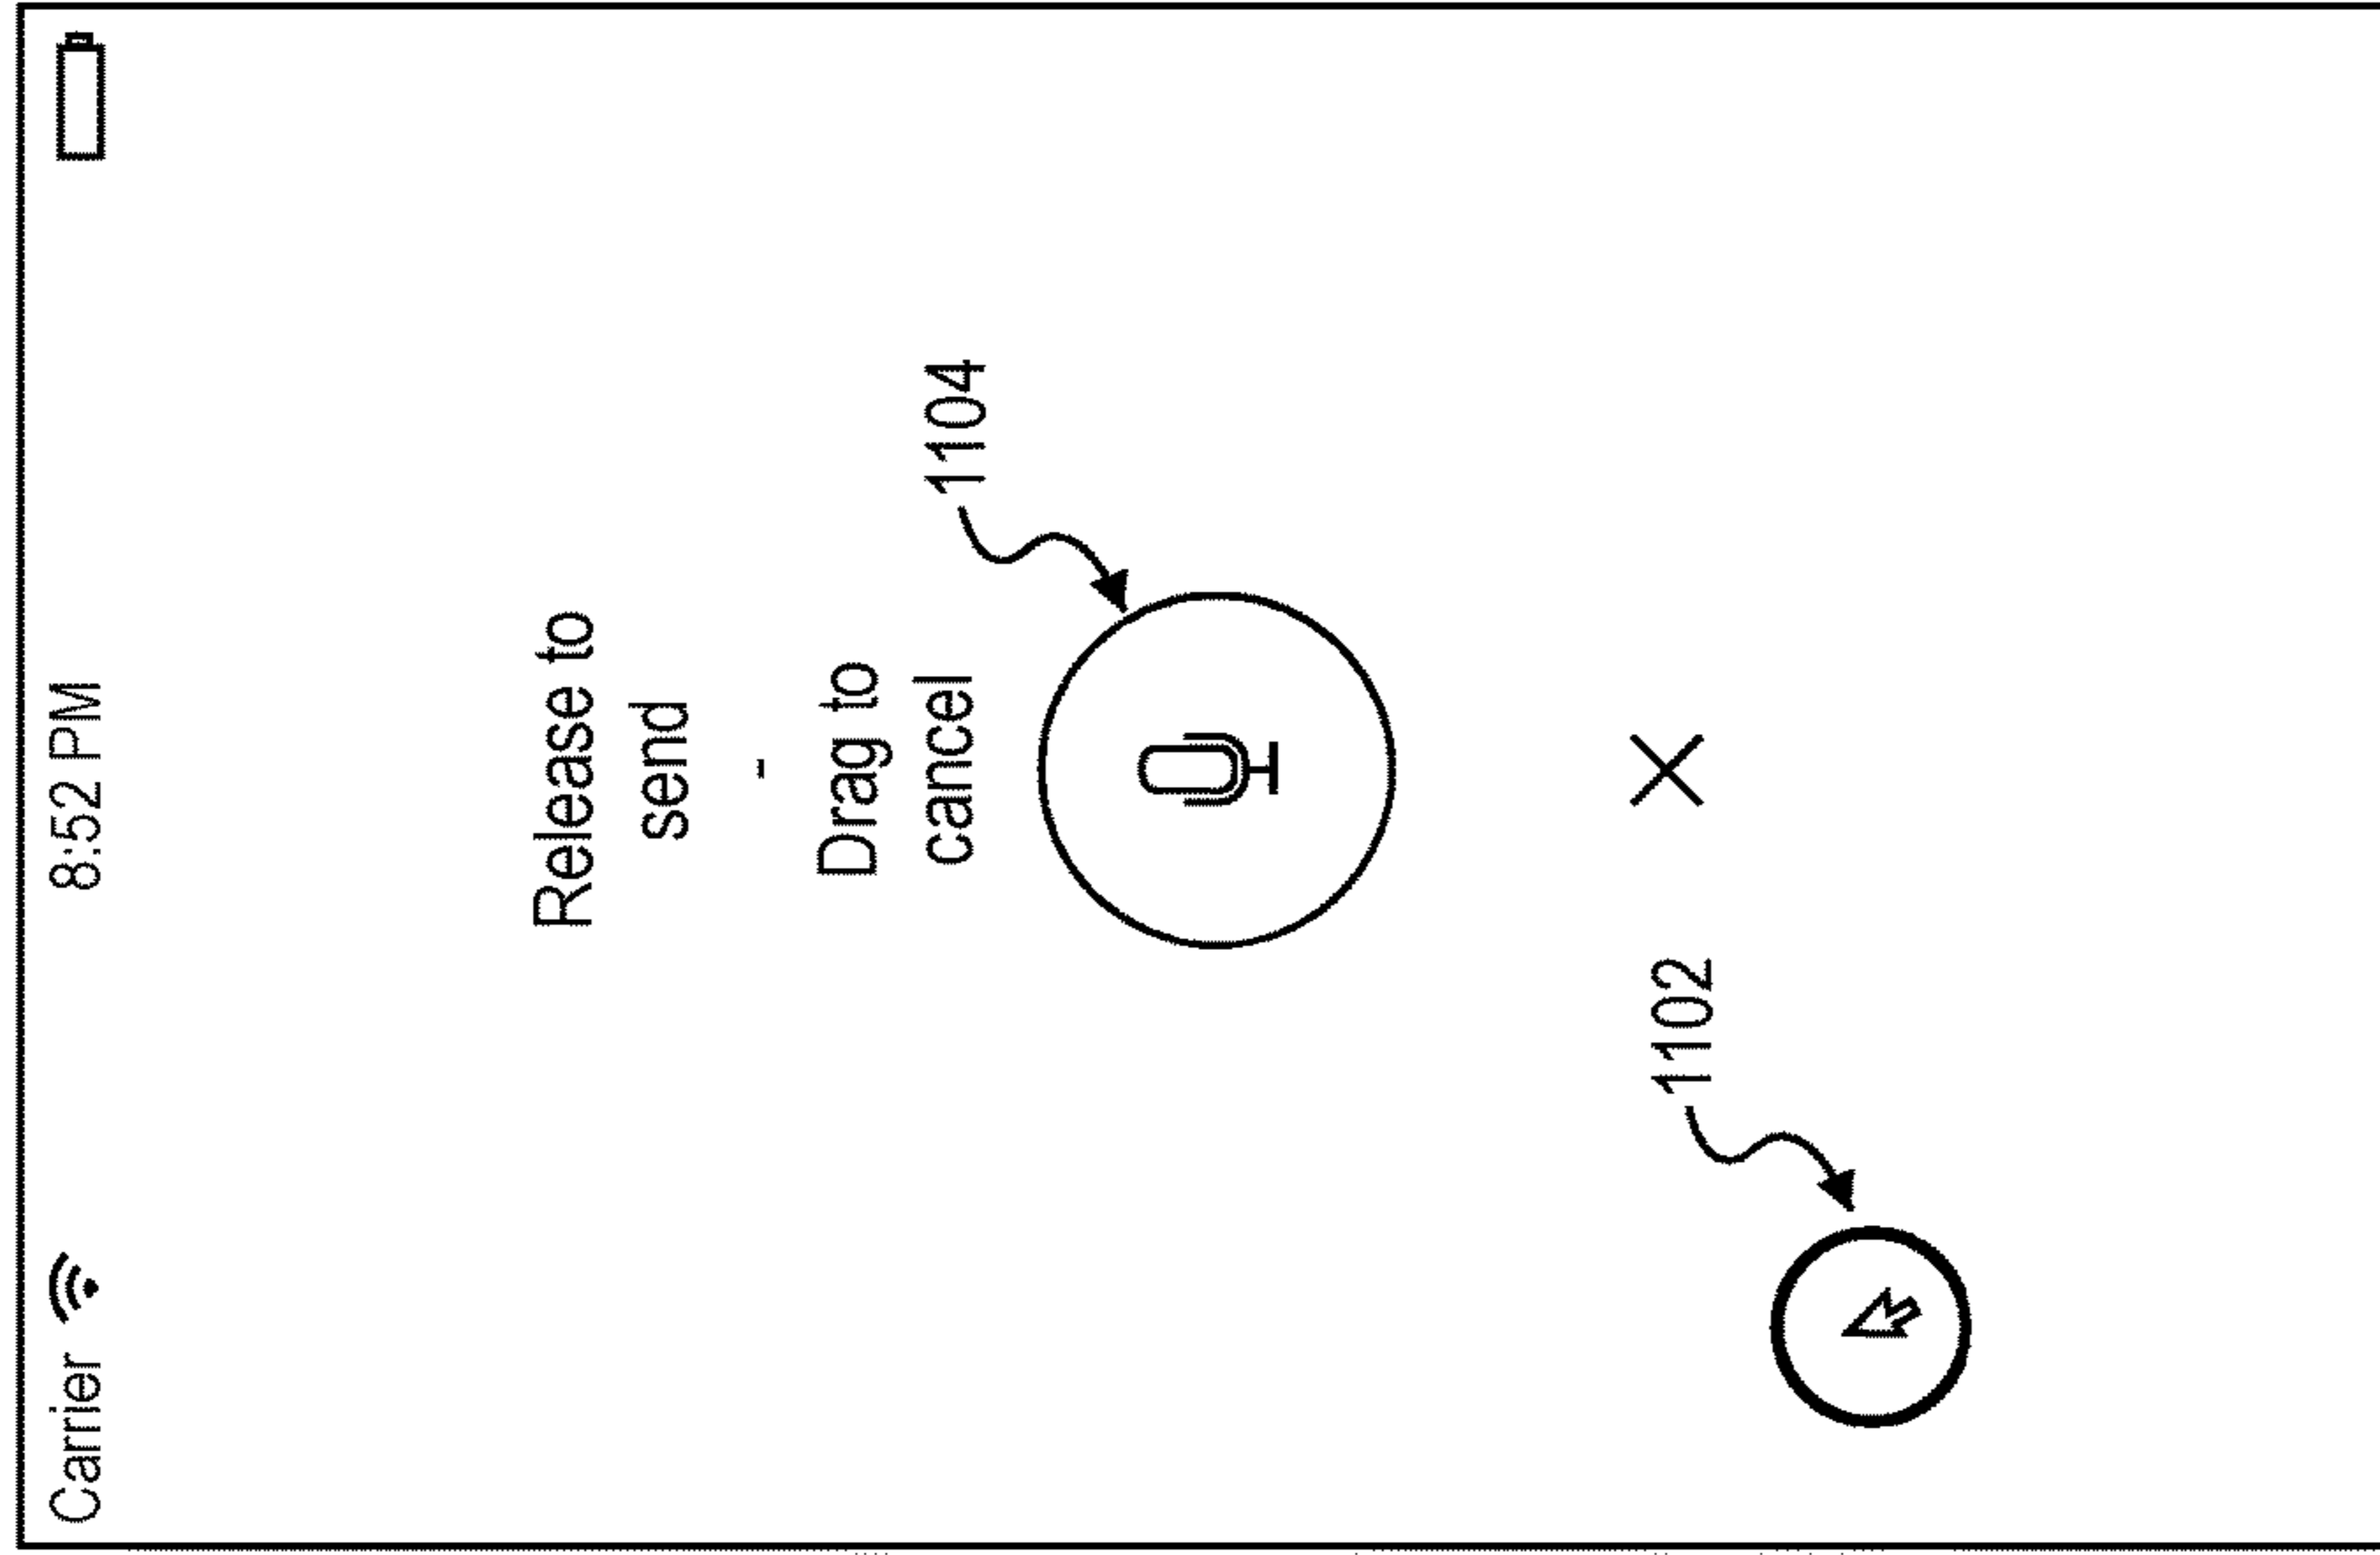 Carrier 8:52 PM
Release to
send
-
Drag to
cancel
1104
1102